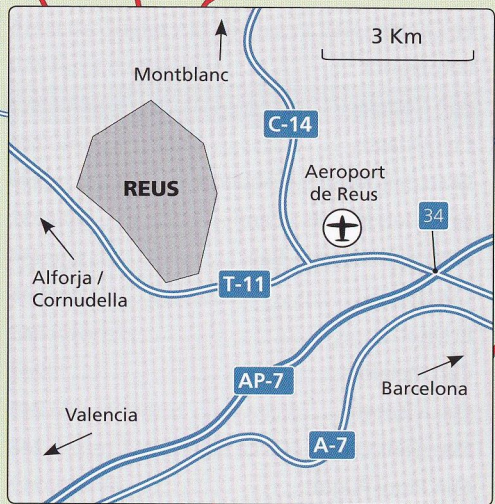 3 Km
Montblanc
C-14
REUS
Aeroport
de Reus
34
Alforja /
Cornudella
T-11
AP-7
Barcelona
Valencia
A-7